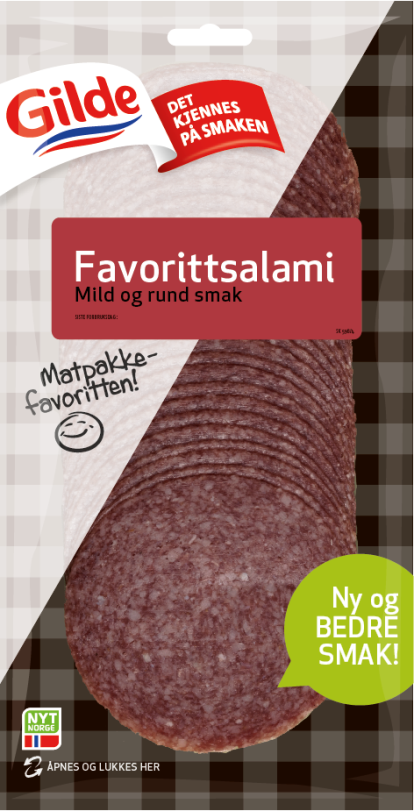 Gilde
DET
KJENNES
PÅ SMAKEN
Favorittsalami
Mild og rund smak
Matpakke-
favoritten!
Ny og
BEDRE
SMAK!
NYT
NORGE
ÅPNES OG LUKKES HER